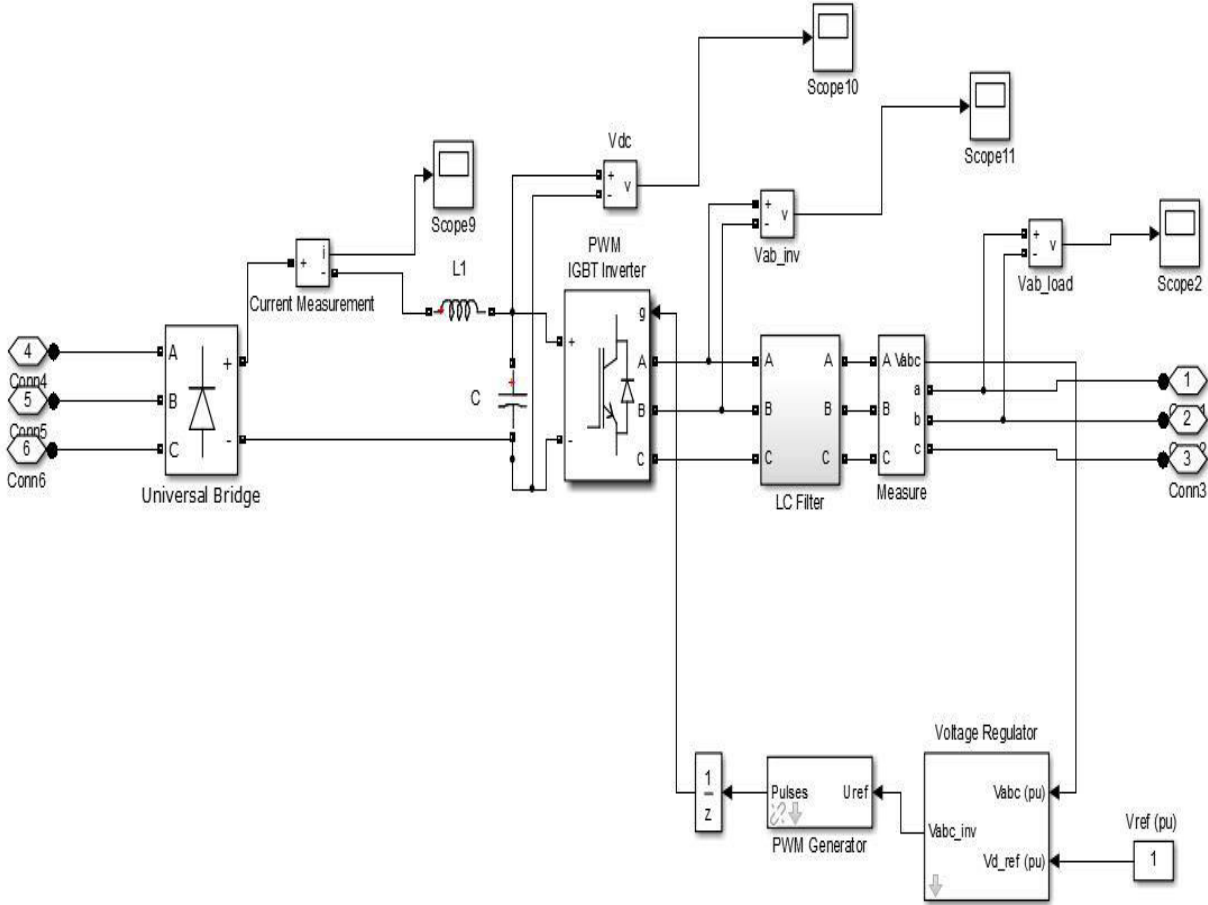 Scope10
Scope11
Vdc
+
-
v
Scope9
+
-
v
Vab_inv
PWM
IGBT Inverter
+
-
v
Vab_load
Scope2
+
i
-
Current Measurement
L1
g
4
Conn4
5
Conn5
6
Conn6
A
B
C
+
-
Universal Bridge
C
+
-
A
B
C
A
B
C
A
B
C
LC Filter
A
B
C
Vabc
a
b
c
Measure
1
2
3
Conn3
Voltage Regulator
1
z
Pulses
Uref
PWM Generator
Vabc (pu)
Vabc_inv
Vd_ref (pu)
Vref (pu)
1